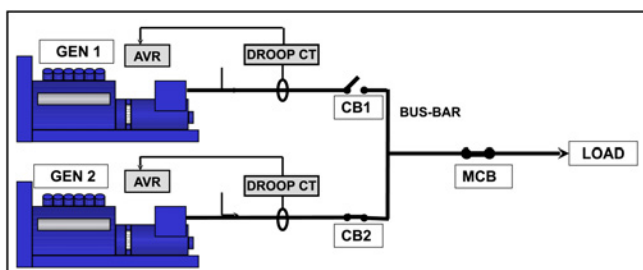 GEN 1
AVR
DROOP CT
CB1
BUS-BAR
MCB
LOAD
GEN 2
AVR
DROOP CT
CB2